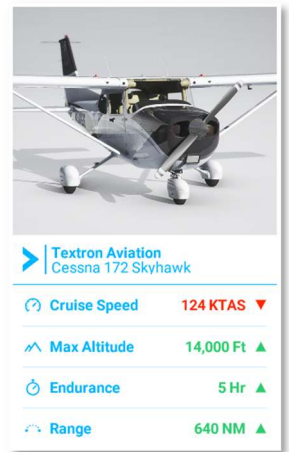 Textron Aviation
Cessna 172 Skyhawk
Cruise Speed 124 KTAS ▼
Max Altitude 14,000 Ft ▲
Endurance 5 Hr ▲
Range 640 NM ▲